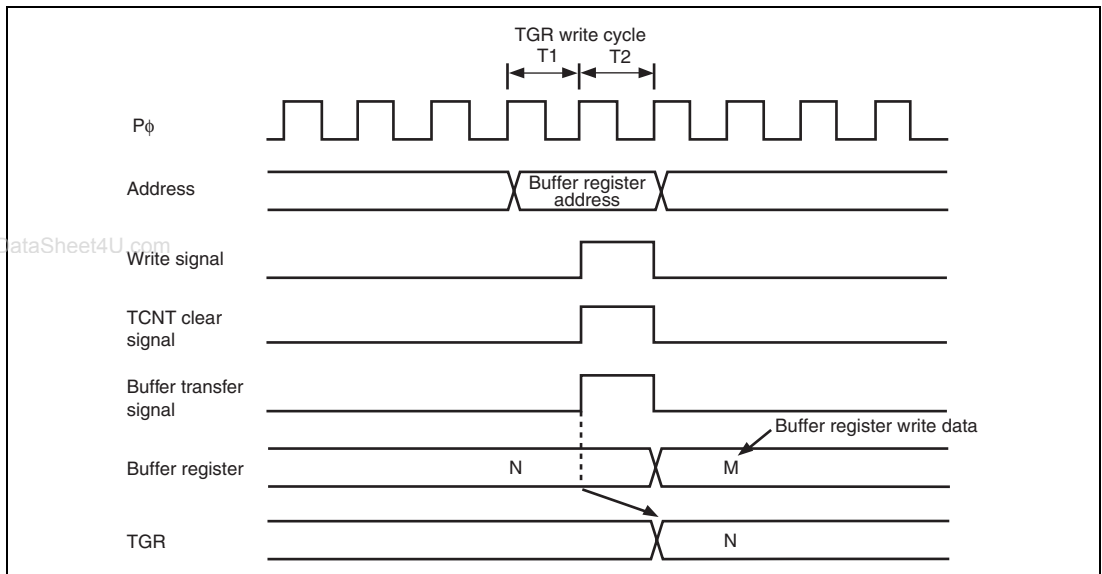 TGR write cycle
T1 T2
Pϕ
Address
Buffer register
address
DataSheet4U.com
Write signal
TCNT clear
signal
Buffer transfer
signal
Buffer register write data
Buffer register
N
M
TGR
N